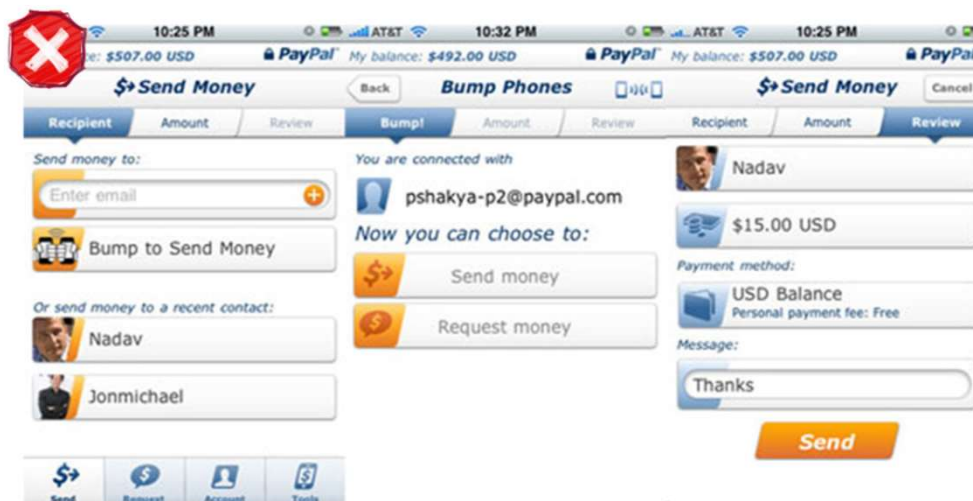 10:25 PM
$507.00 USD
PayPal
Send Money
Recipient
Amount
Review
Send money to:
Enter email
Bump to Send Money
Or send money to a recent contact:
Nadav
Jonmichael
Send
Request
Account
Tools
AT&T
10:32 PM
My balance: $492.00 USD
PayPal
Back
Bump Phones
Bump!
Amount
Review
You are connected with
pshakya-p2@paypal.com
Now you can choose to:
Send money
Request money
AT&T
10:25 PM
My balance: $507.00 USD
PayPal
Send Money
Cancel
Recipient
Amount
Review
Nadav
$15.00 USD
Payment method:
USD Balance
Personal payment fee: Free
Message:
Thanks
Send